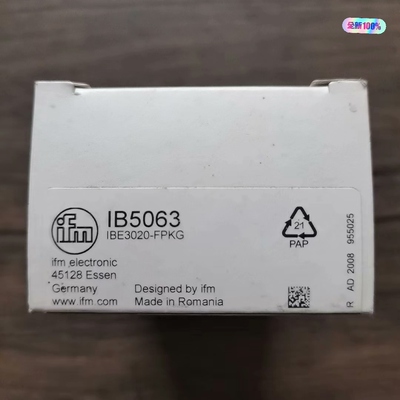 全新100%
ifm
IB5063
IBE3020-FPKG
ifm electronic
45128 Essen
Germany
www.ifm.com
Designed by ifm
Made in Romania
21
PAP
R AD 2008 955025